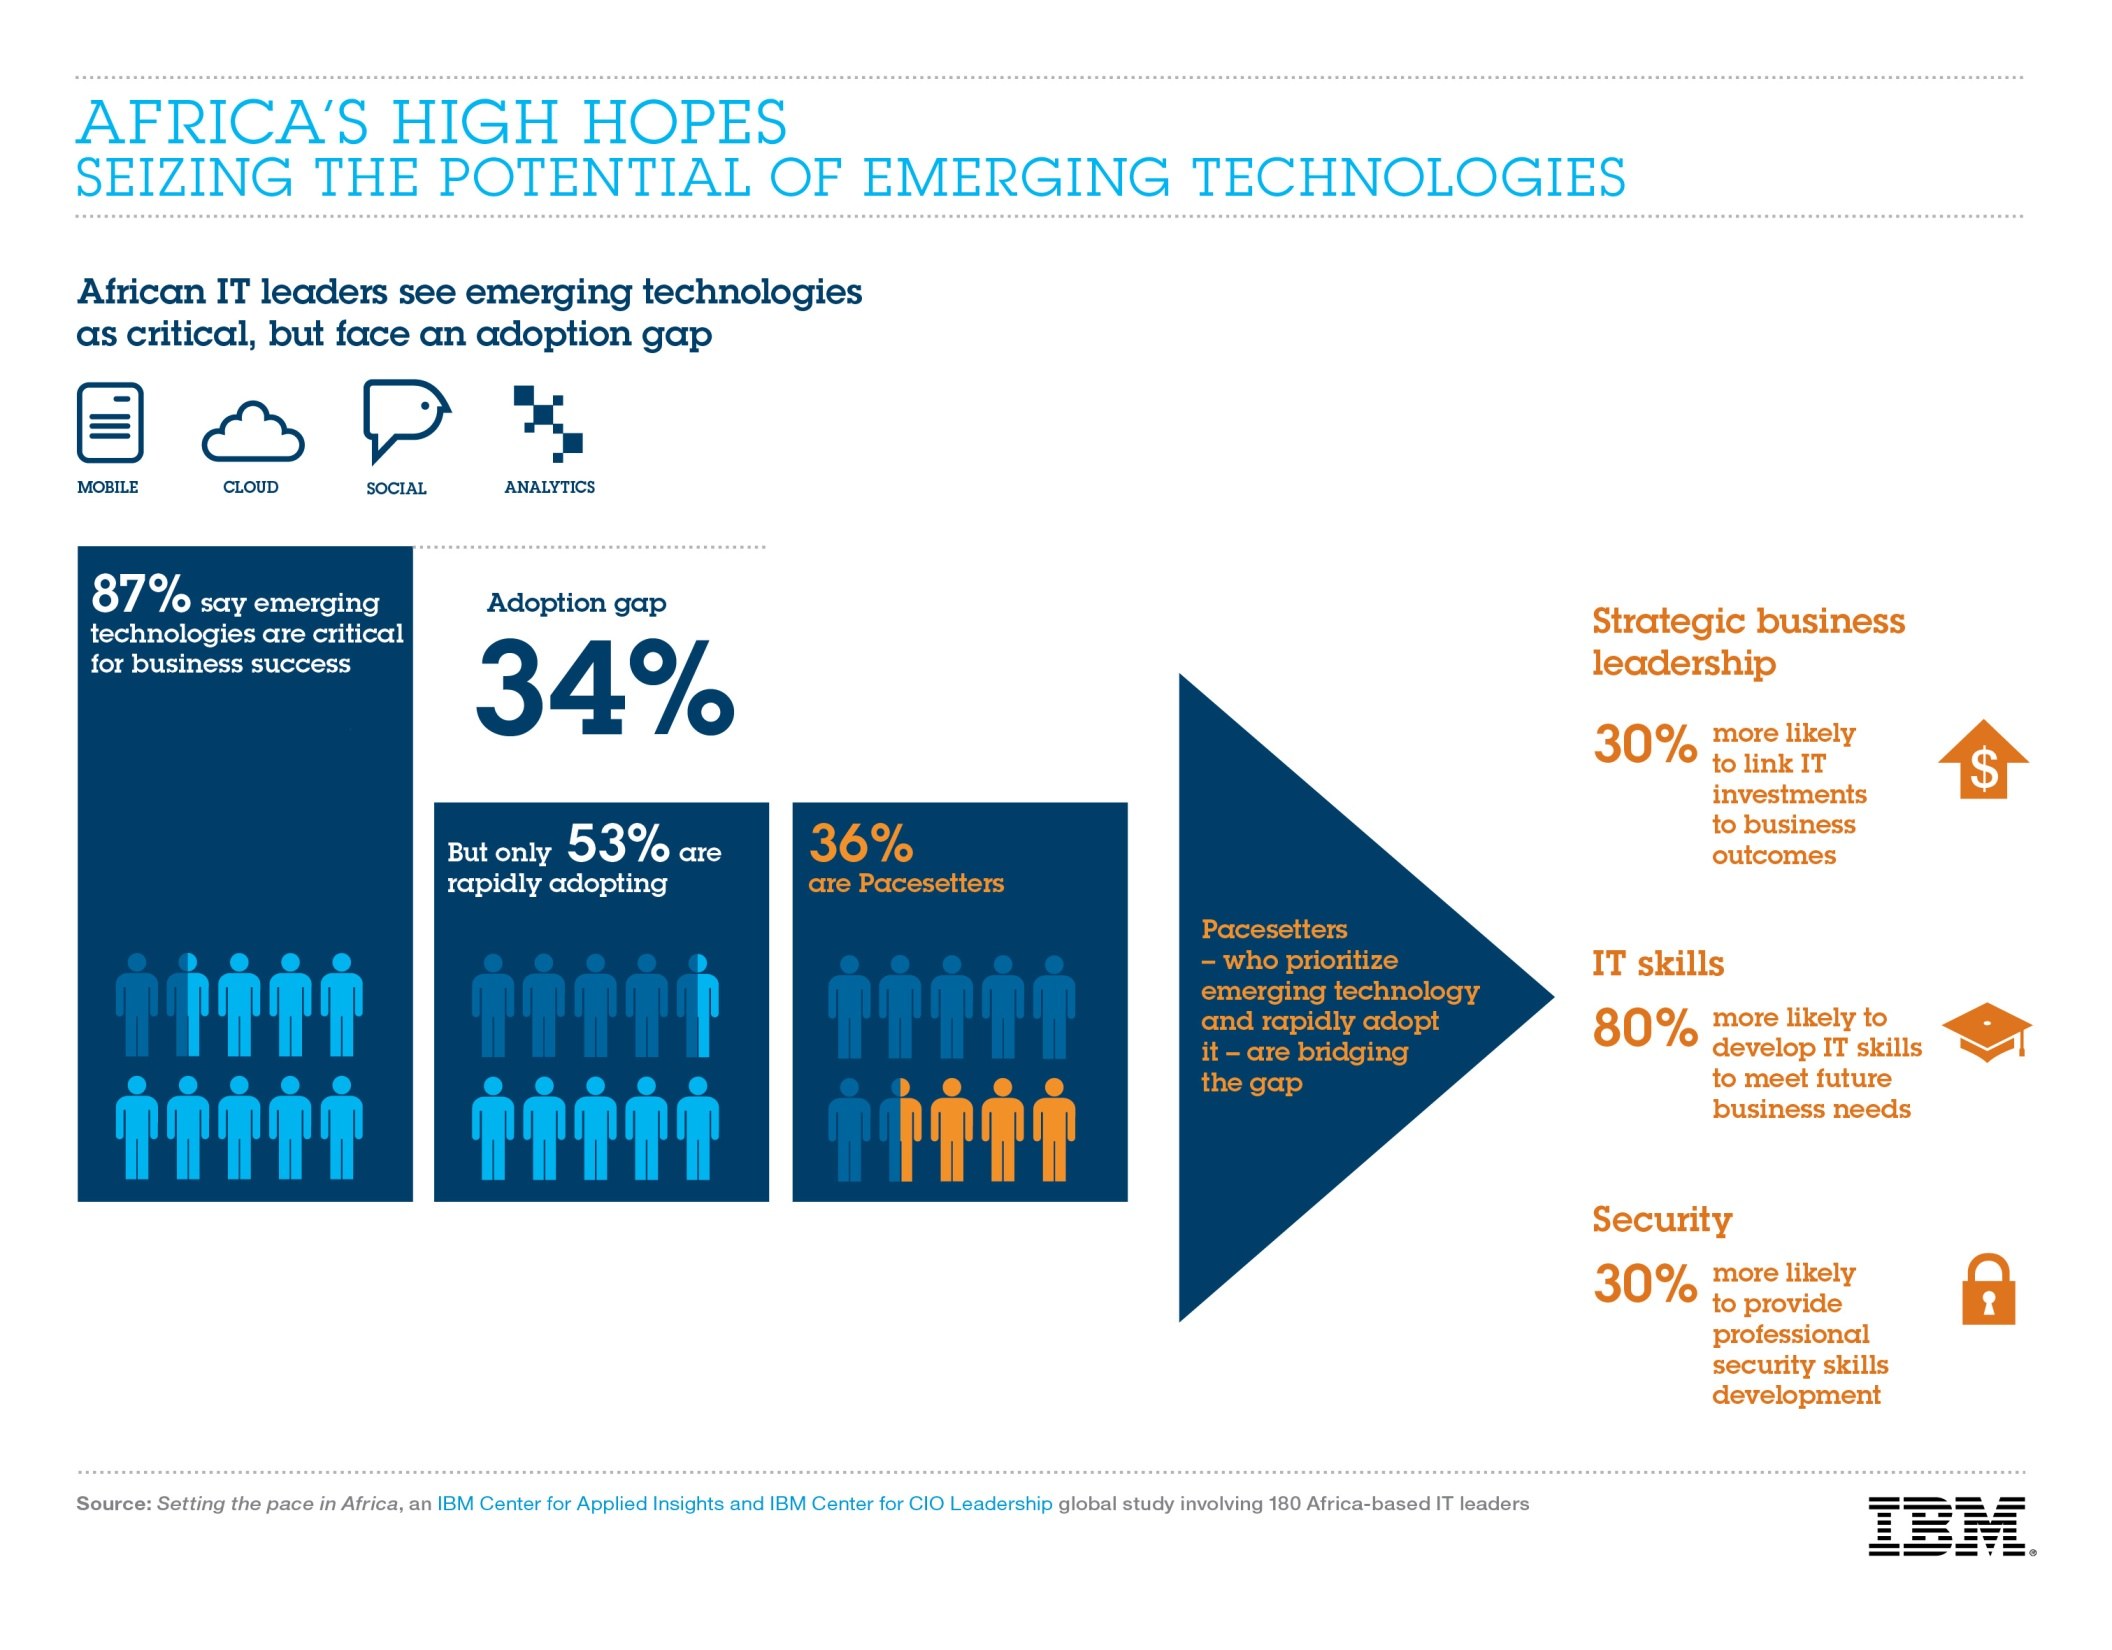 AFRICA'S HIGH HOPES
SEIZING THE POTENTIAL OF EMERGING TECHNOLOGIES
African IT leaders see emerging technologies
as critical, but face an adoption gap
MOBILE
CLOUD
SOCIAL
ANALYTICS
87% say emerging
technologies are critical
for business success
Adoption gap
34%
But only 53% are
rapidly adopting
36%
are Pacesetters
Pacesetters
– who prioritize
emerging technology
and rapidly adopt
it – are bridging
the gap
Strategic business
leadership
30% more likely
to link IT
investments
to business
outcomes
$
IT skills
80% more likely to
develop IT skills
to meet future
business needs
Security
30% more likely
to provide
professional
security skills
development
Source: Setting the pace in Africa, an IBM Center for Applied Insights and IBM Center for CIO Leadership global study involving 180 Africa-based IT leaders
IBM®